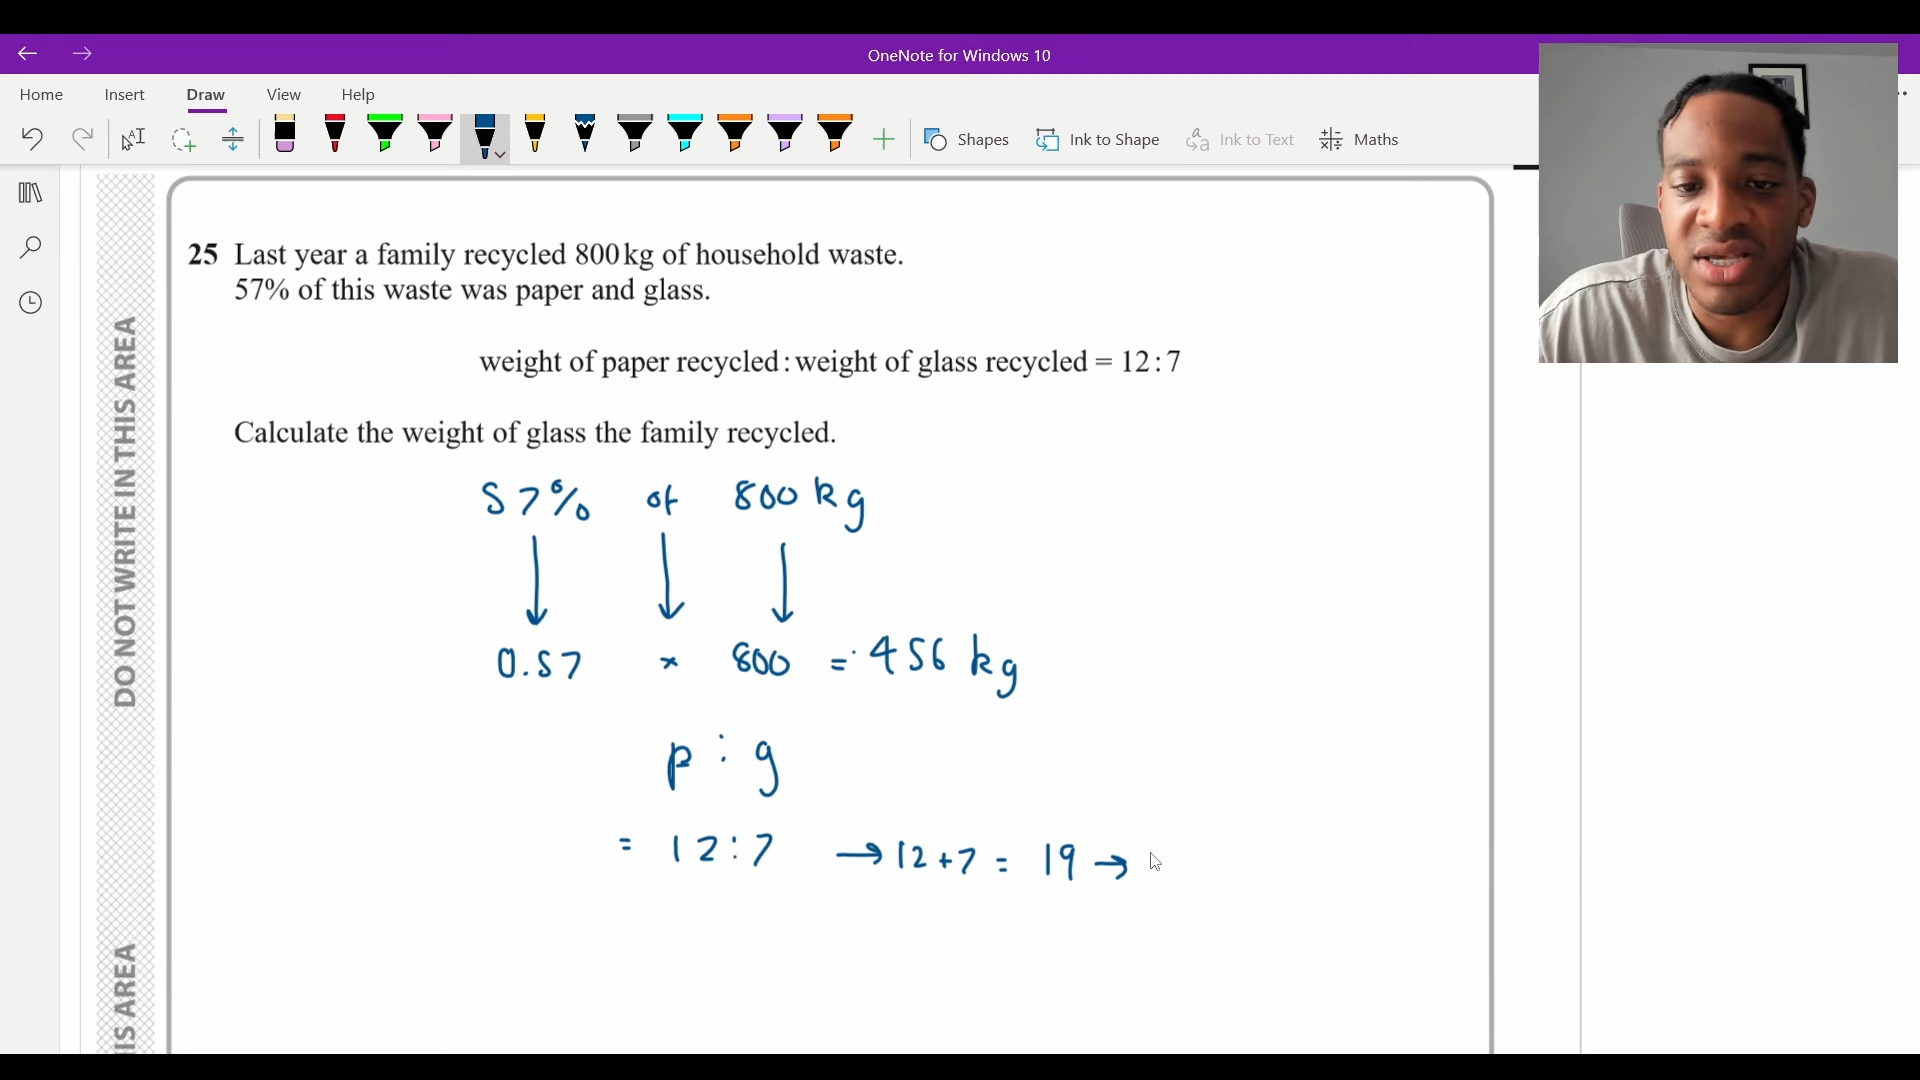 OneNote for Windows 10
Home Insert Draw View Help
Shapes Ink to Shape Ink to Text Maths
25 Last year a family recycled 800 kg of household waste.
57% of this waste was paper and glass.
weight of paper recycled : weight of glass recycled = 12 : 7
Calculate the weight of glass the family recycled.
57% of 800 kg
0.57 × 800 = 456 kg
p : g
= 12 : 7 → 12 + 7 = 19 →
DO NOT WRITE IN THIS AREA
IS AREA